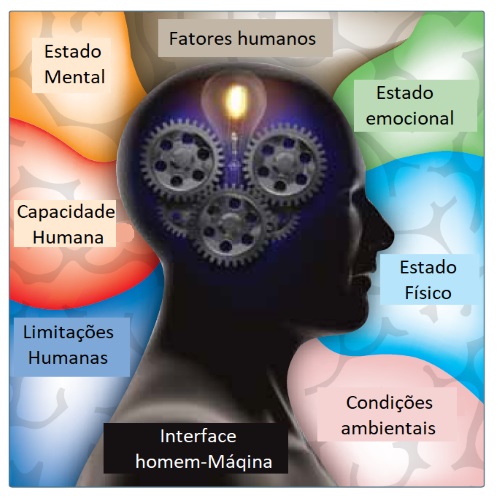 Fatores humanos
Estado
Mental
Estado
emocional
Capacidade
Humana
Estado
Físico
Limitações
Humanas
Condições
ambientais
Interface
homem-Máqina